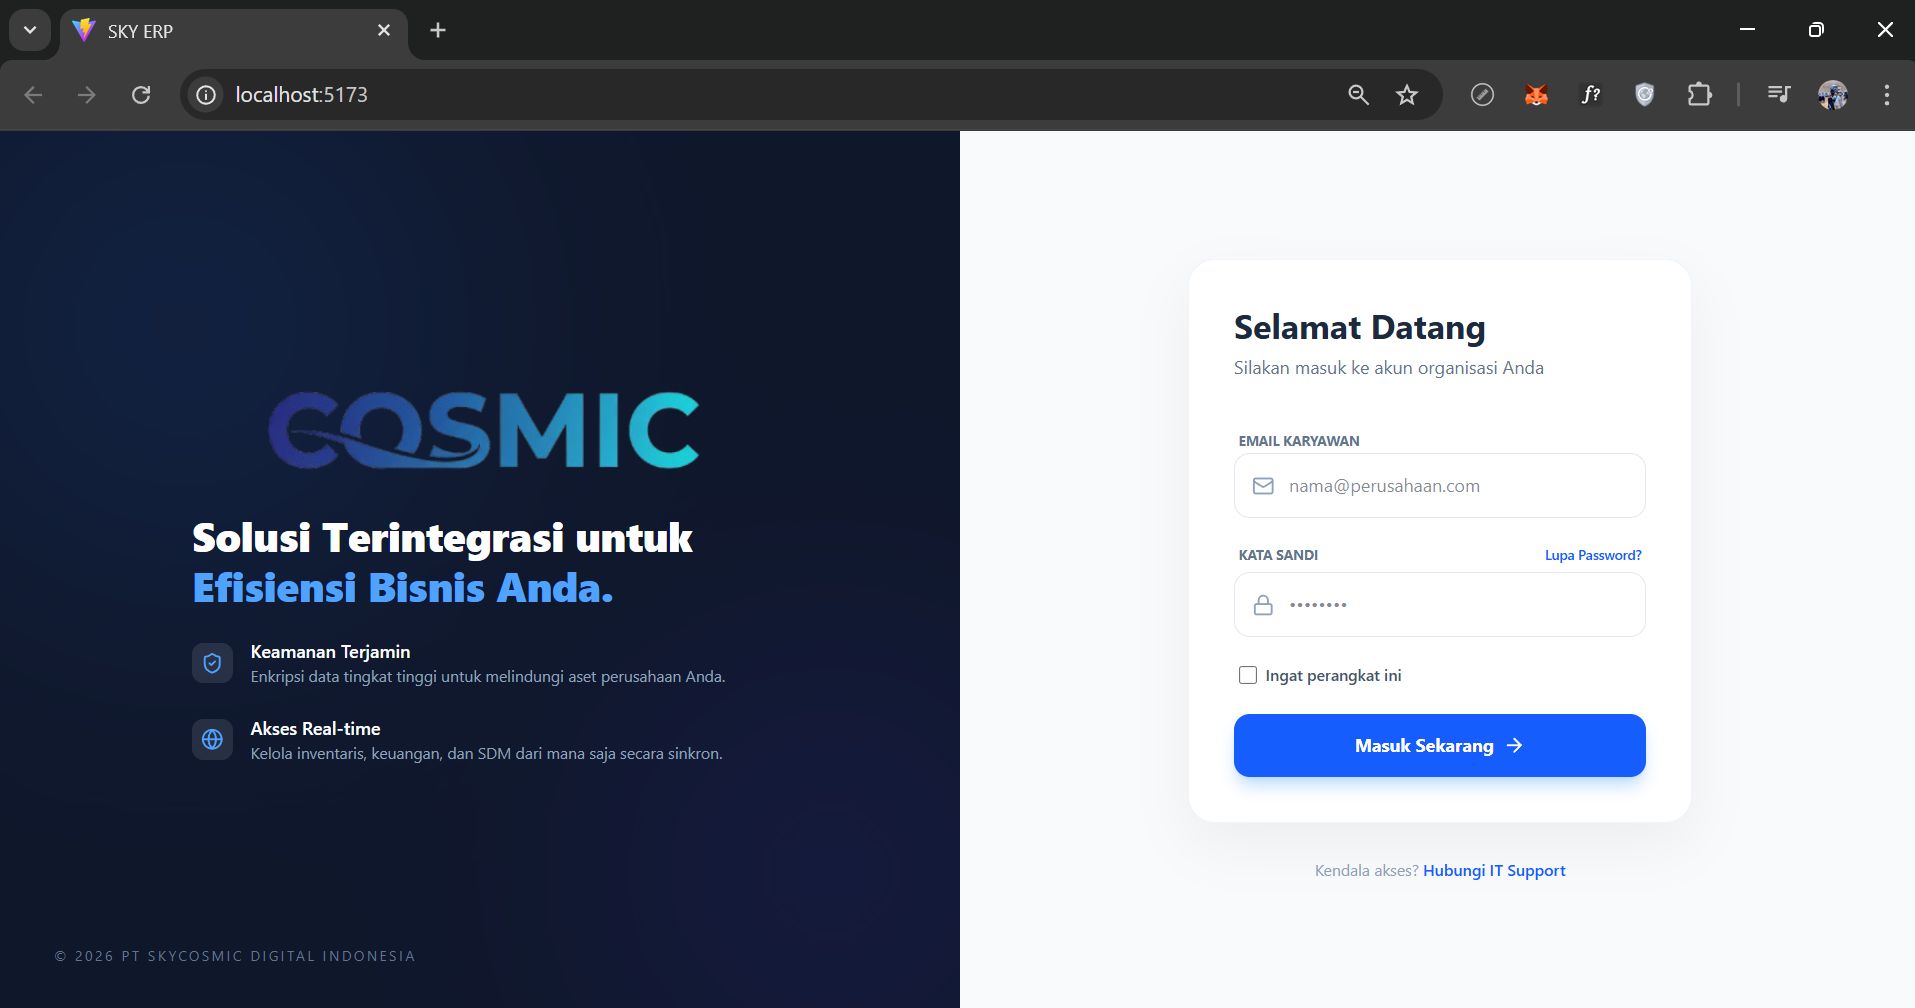 SKY ERP
localhost:5173
f?
COSMIC
Solusi Terintegrasi untuk
Efisiensi Bisnis Anda.
Keamanan Terjamin
Enkripsi data tingkat tinggi untuk melindungi aset perusahaan Anda.
Akses Real-time
Kelola inventaris, keuangan, dan SDM dari mana saja secara sinkron.
© 2026 PT SKYCOSMIC DIGITAL INDONESIA
Selamat Datang
Silakan masuk ke akun organisasi Anda
EMAIL KARYAWAN
nama@perusahaan.com
KATA SANDI Lupa Password?
••••••••
Ingat perangkat ini
Masuk Sekarang →
Kendala akses? Hubungi IT Support